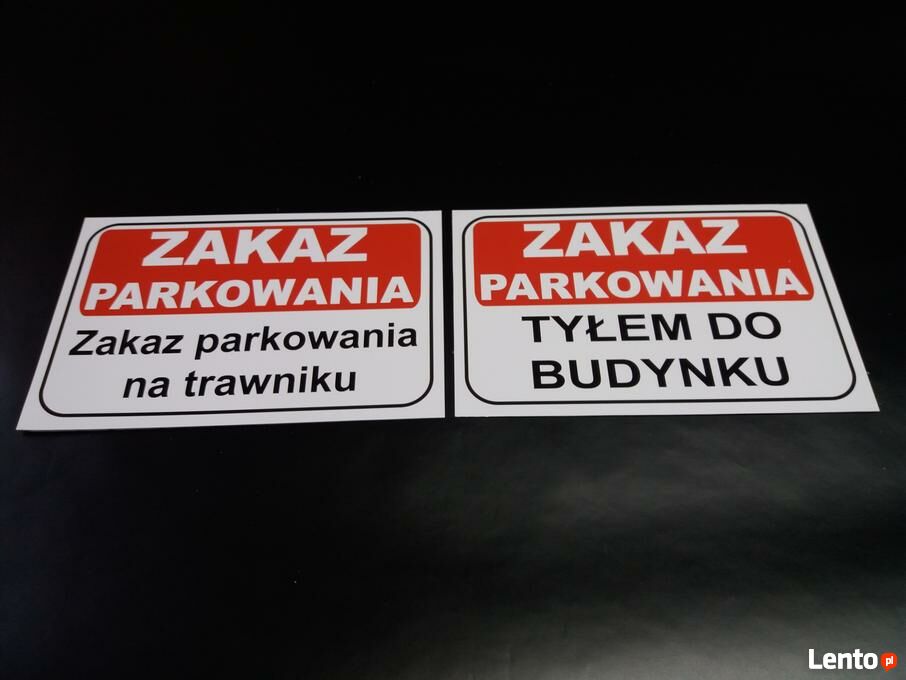 ZAKAZ
PARKOWANIA
Zakaz parkowania
na trawniku
ZAKAZ
PARKOWANIA
TYŁEM DO
BUDYNKU
Lento pl